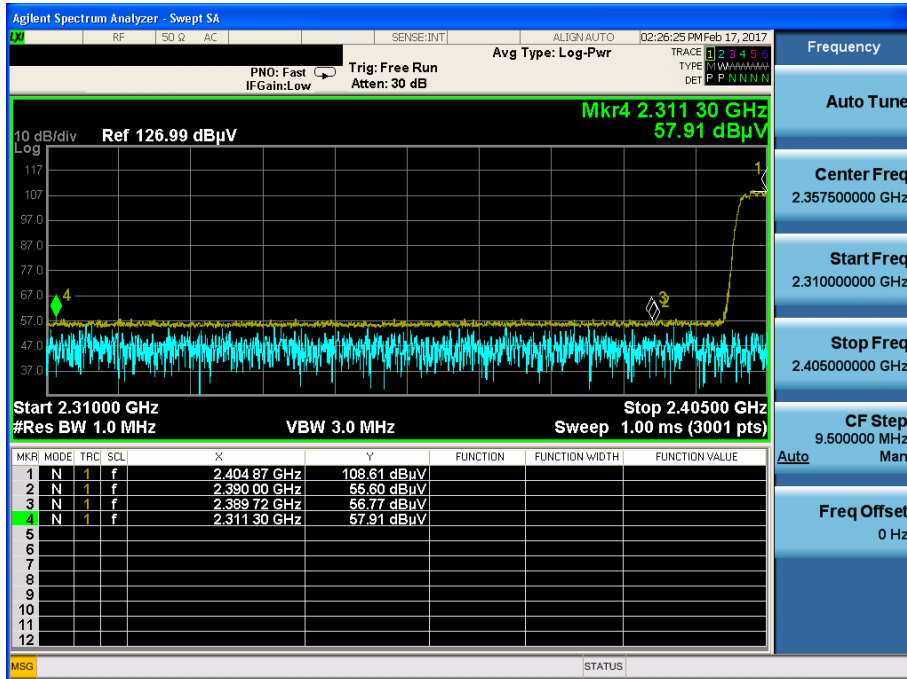 Agilent Spectrum Analyzer - Swept SA
LXI RF 50 Ω AC SENSE:INT ALIGN AUTO 02:26:25 PM Feb 17, 2017
Avg Type: Log-Pwr
TRACE 1 2 3 4 5 6
TYPE M W
DET P P N N N N
PNO: Fast Trig: Free Run
IFGain:Low Atten: 30 dB
Mkr4 2.311 30 GHz
57.91 dBµV
10 dB/div Ref 126.99 dBµV
Log
117
107
97.0
87.0
77.0
67.0
57.0
47.0
37.0
1
4
3
2
Start 2.31000 GHz Stop 2.40500 GHz
#Res BW 1.0 MHz VBW 3.0 MHz Sweep 1.00 ms (3001 pts)
MKR MODE TRC SCL X Y FUNCTION FUNCTION WIDTH FUNCTION VALUE
1 N 1 f 2.404 87 GHz 108.61 dBµV
2 N 1 f 2.390 00 GHz 55.60 dBµV
3 N 1 f 2.389 72 GHz 56.77 dBµV
4 N 1 f 2.311 30 GHz 57.91 dBµV
5
6
7
8
9
10
11
12
MSG STATUS
Frequency
Auto Tune
Center Freq
2.357500000 GHz
Start Freq
2.310000000 GHz
Stop Freq
2.405000000 GHz
CF Step
9.500000 MHz
Auto Man
Freq Offset
0 Hz